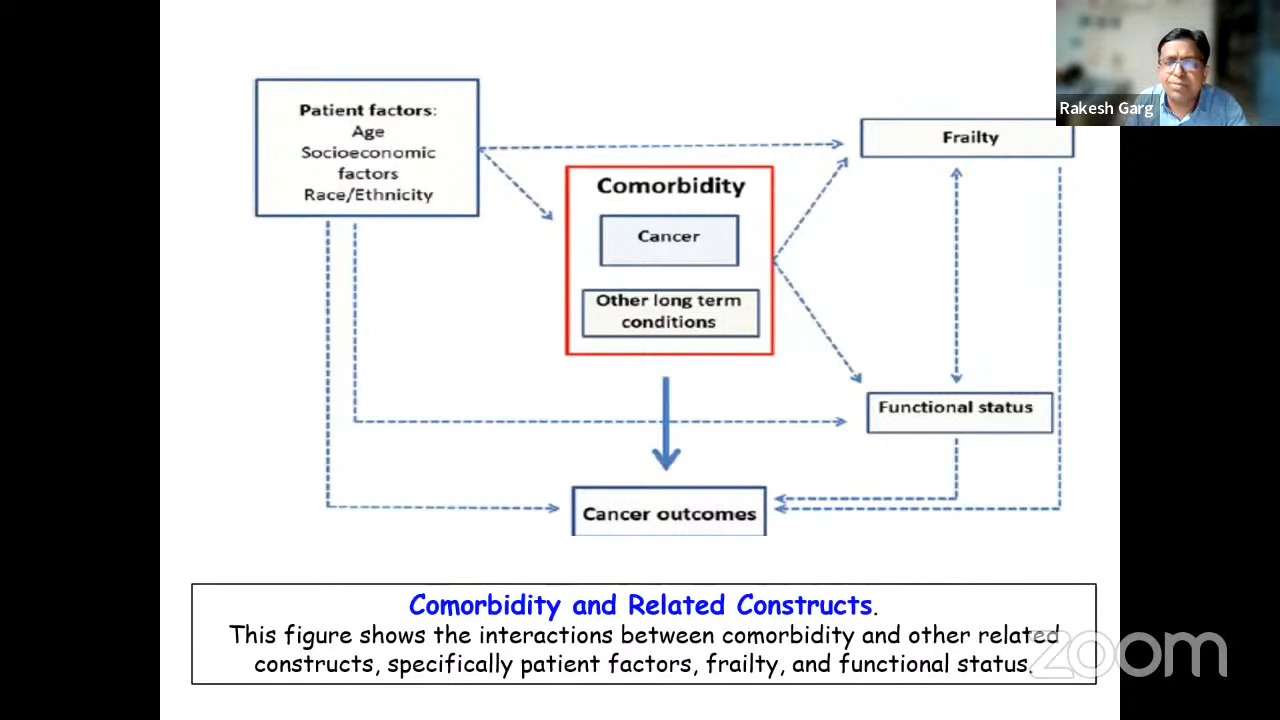 Patient factors:
Age
Socioeconomic
factors
Race/Ethnicity
Comorbidity
Cancer
Other long term
conditions
Frailty
Functional status
Cancer outcomes
Rakesh Garg
Comorbidity and Related Constructs.
This figure shows the interactions between comorbidity and other related
constructs, specifically patient factors, frailty, and functional status.
zoom